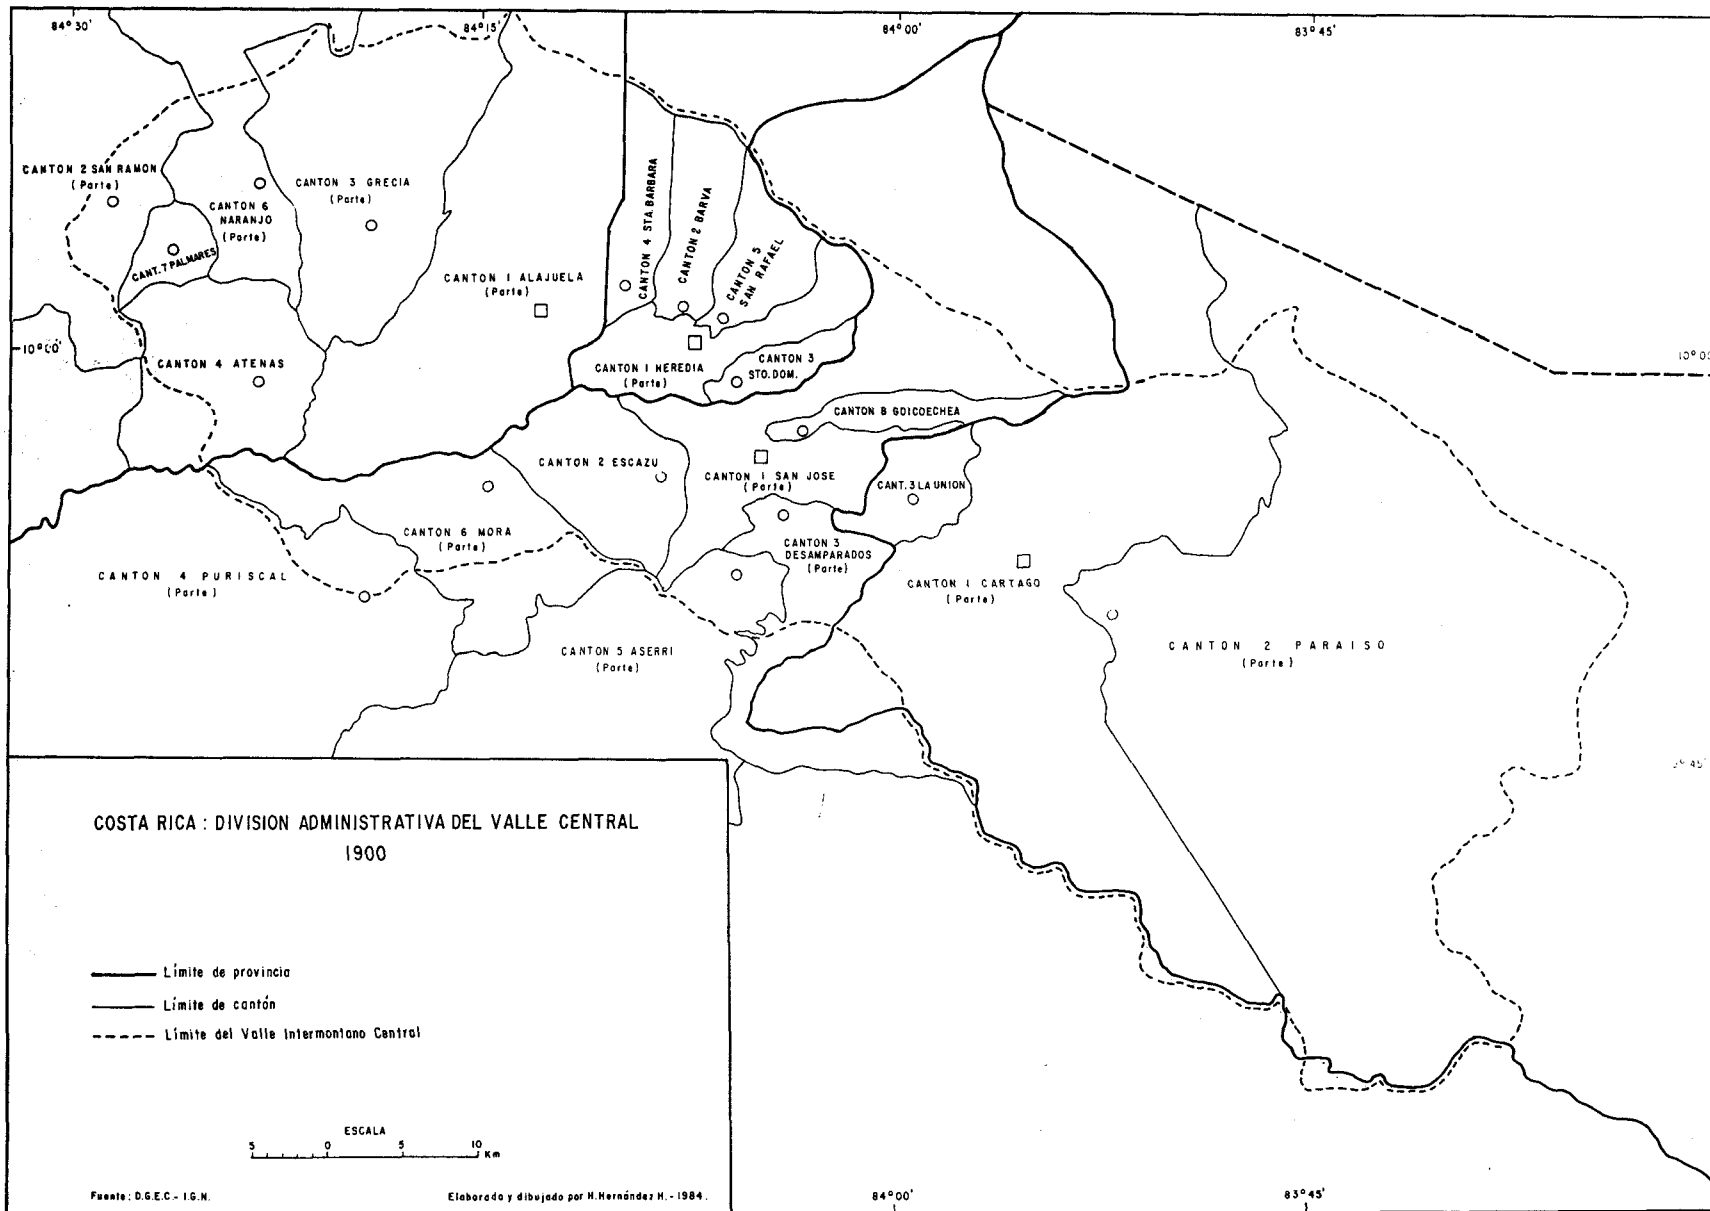 84°30'
84°15'
84°00'
83°45'
CANTON 2 SAN RAMON
(Parte)
CANTON 6
NARANJO
(Parte)
CANTON 3 GRECIA
(Parte)
CANT. 7 PALMARES
CANTON 1 ALAJUELA
(Parte)
CANTON 4 STA. BARBARA
CANTON 2 BARVA
CANTON 5
SAN RAFAEL
10°00'
10°00'
CANTON 4 ATENAS
CANTON 1 HEREDIA
(Parte)
CANTON 3
STO. DOM.
CANTON 8 GOICOECHEA
CANTON 2 ESCAZU
CANTON 1 SAN JOSE
(Parte)
CANT. 3 LA UNION
CANTON 6 MORA
(Parte)
CANTON 3
DESAMPARADOS
(Parte)
CANTON 4 PURISCAL
(Parte)
CANTON 1 CARTAGO
(Parte)
CANTON 5 ASERRI
(Parte)
CANTON 2 PARAISO
(Parte)
COSTA RICA : DIVISION ADMINISTRATIVA DEL VALLE CENTRAL
1900
Límite de provincia
Límite de cantón
Límite del Valle Intermontano Central
ESCALA
5 0 5 10
Km
Fuente: D.G.E.C.- I.G.N.
Elaborado y dibujado por H. Hernández H. - 1984.
84°00'
83°45'